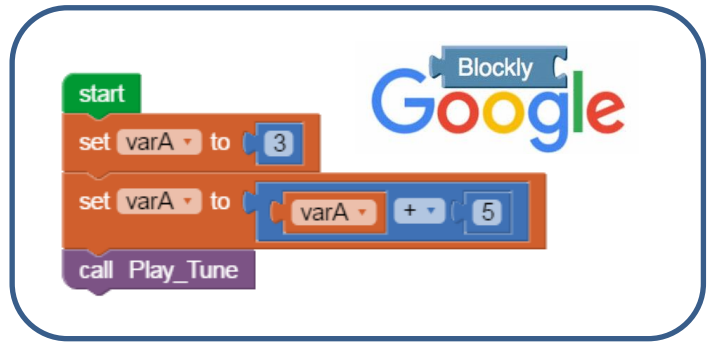 Blockly
Google
start
set varA to 3
set varA to varA + 5
call Play_Tune